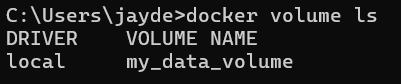 C:\Users\jayde>docker volume ls
DRIVER    VOLUME NAME
local     my_data_volume